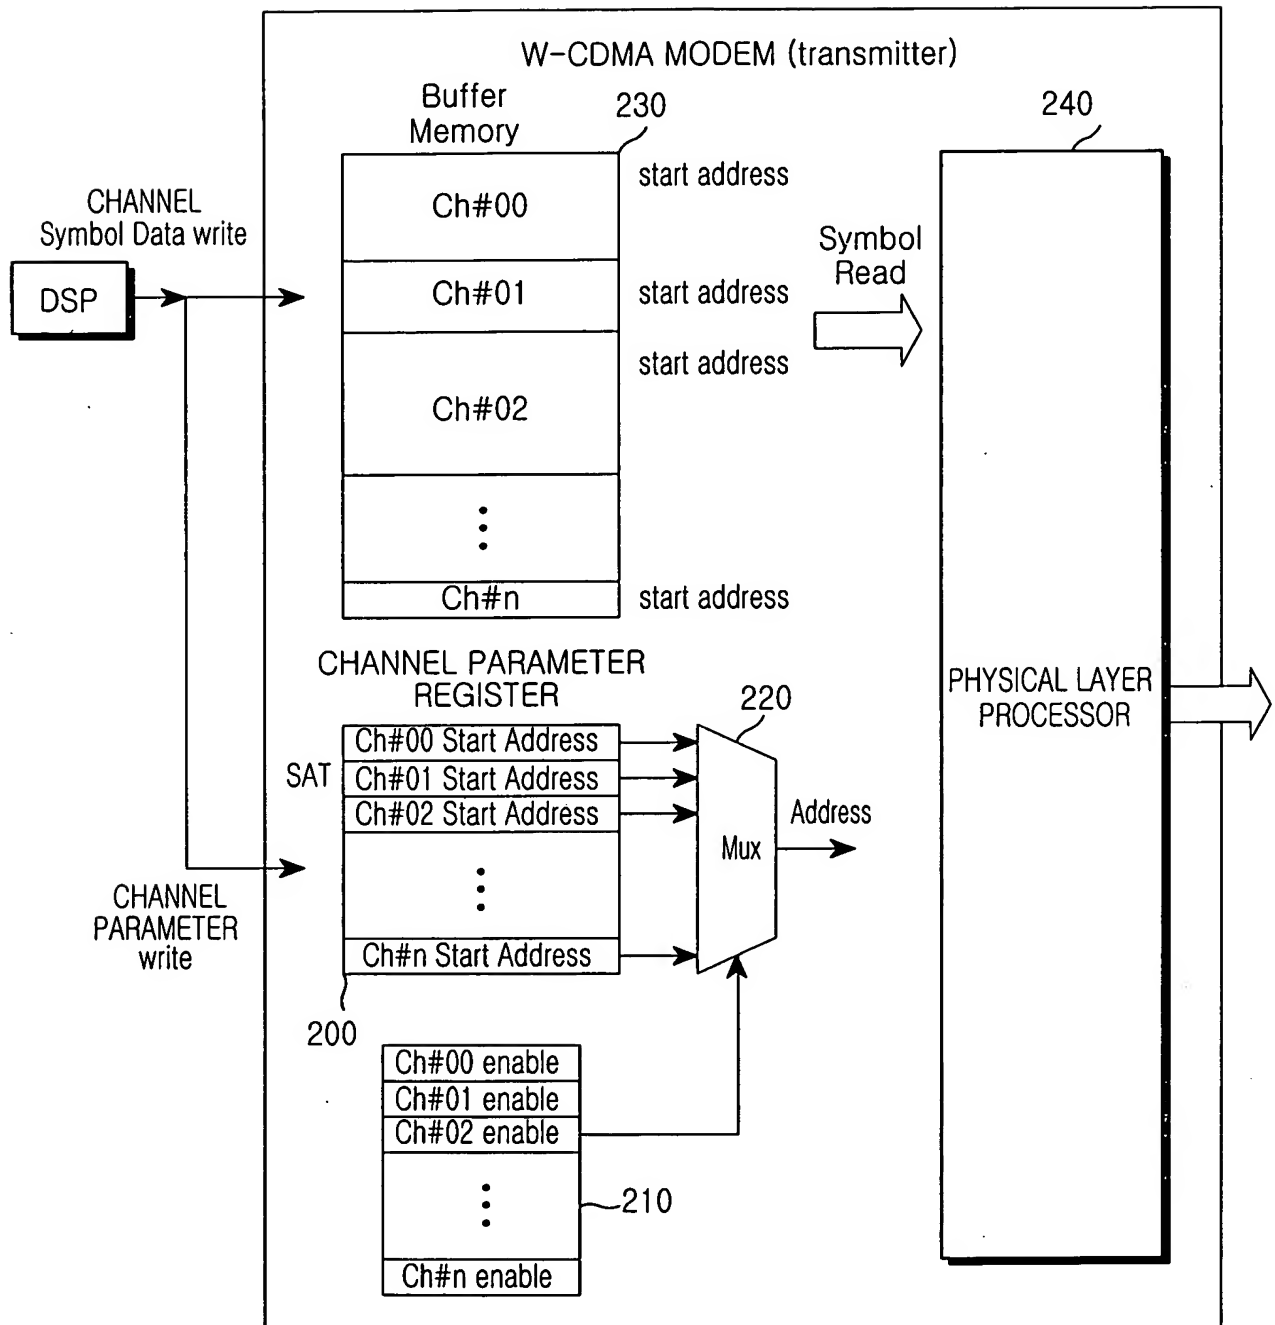 W-CDMA MODEM (transmitter)
Buffer
Memory
230
240
start address
Ch#00
CHANNEL
Symbol Data write
Symbol
Read
DSP
Ch#01
start address
start address
Ch#02
Ch#n
start address
CHANNEL PARAMETER
REGISTER
PHYSICAL LAYER
PROCESSOR
220
Ch#00 Start Address
SAT
Ch#01 Start Address
Ch#02 Start Address
Address
Mux
CHANNEL
PARAMETER
write
Ch#n Start Address
200
Ch#00 enable
Ch#01 enable
Ch#02 enable
210
Ch#n enable